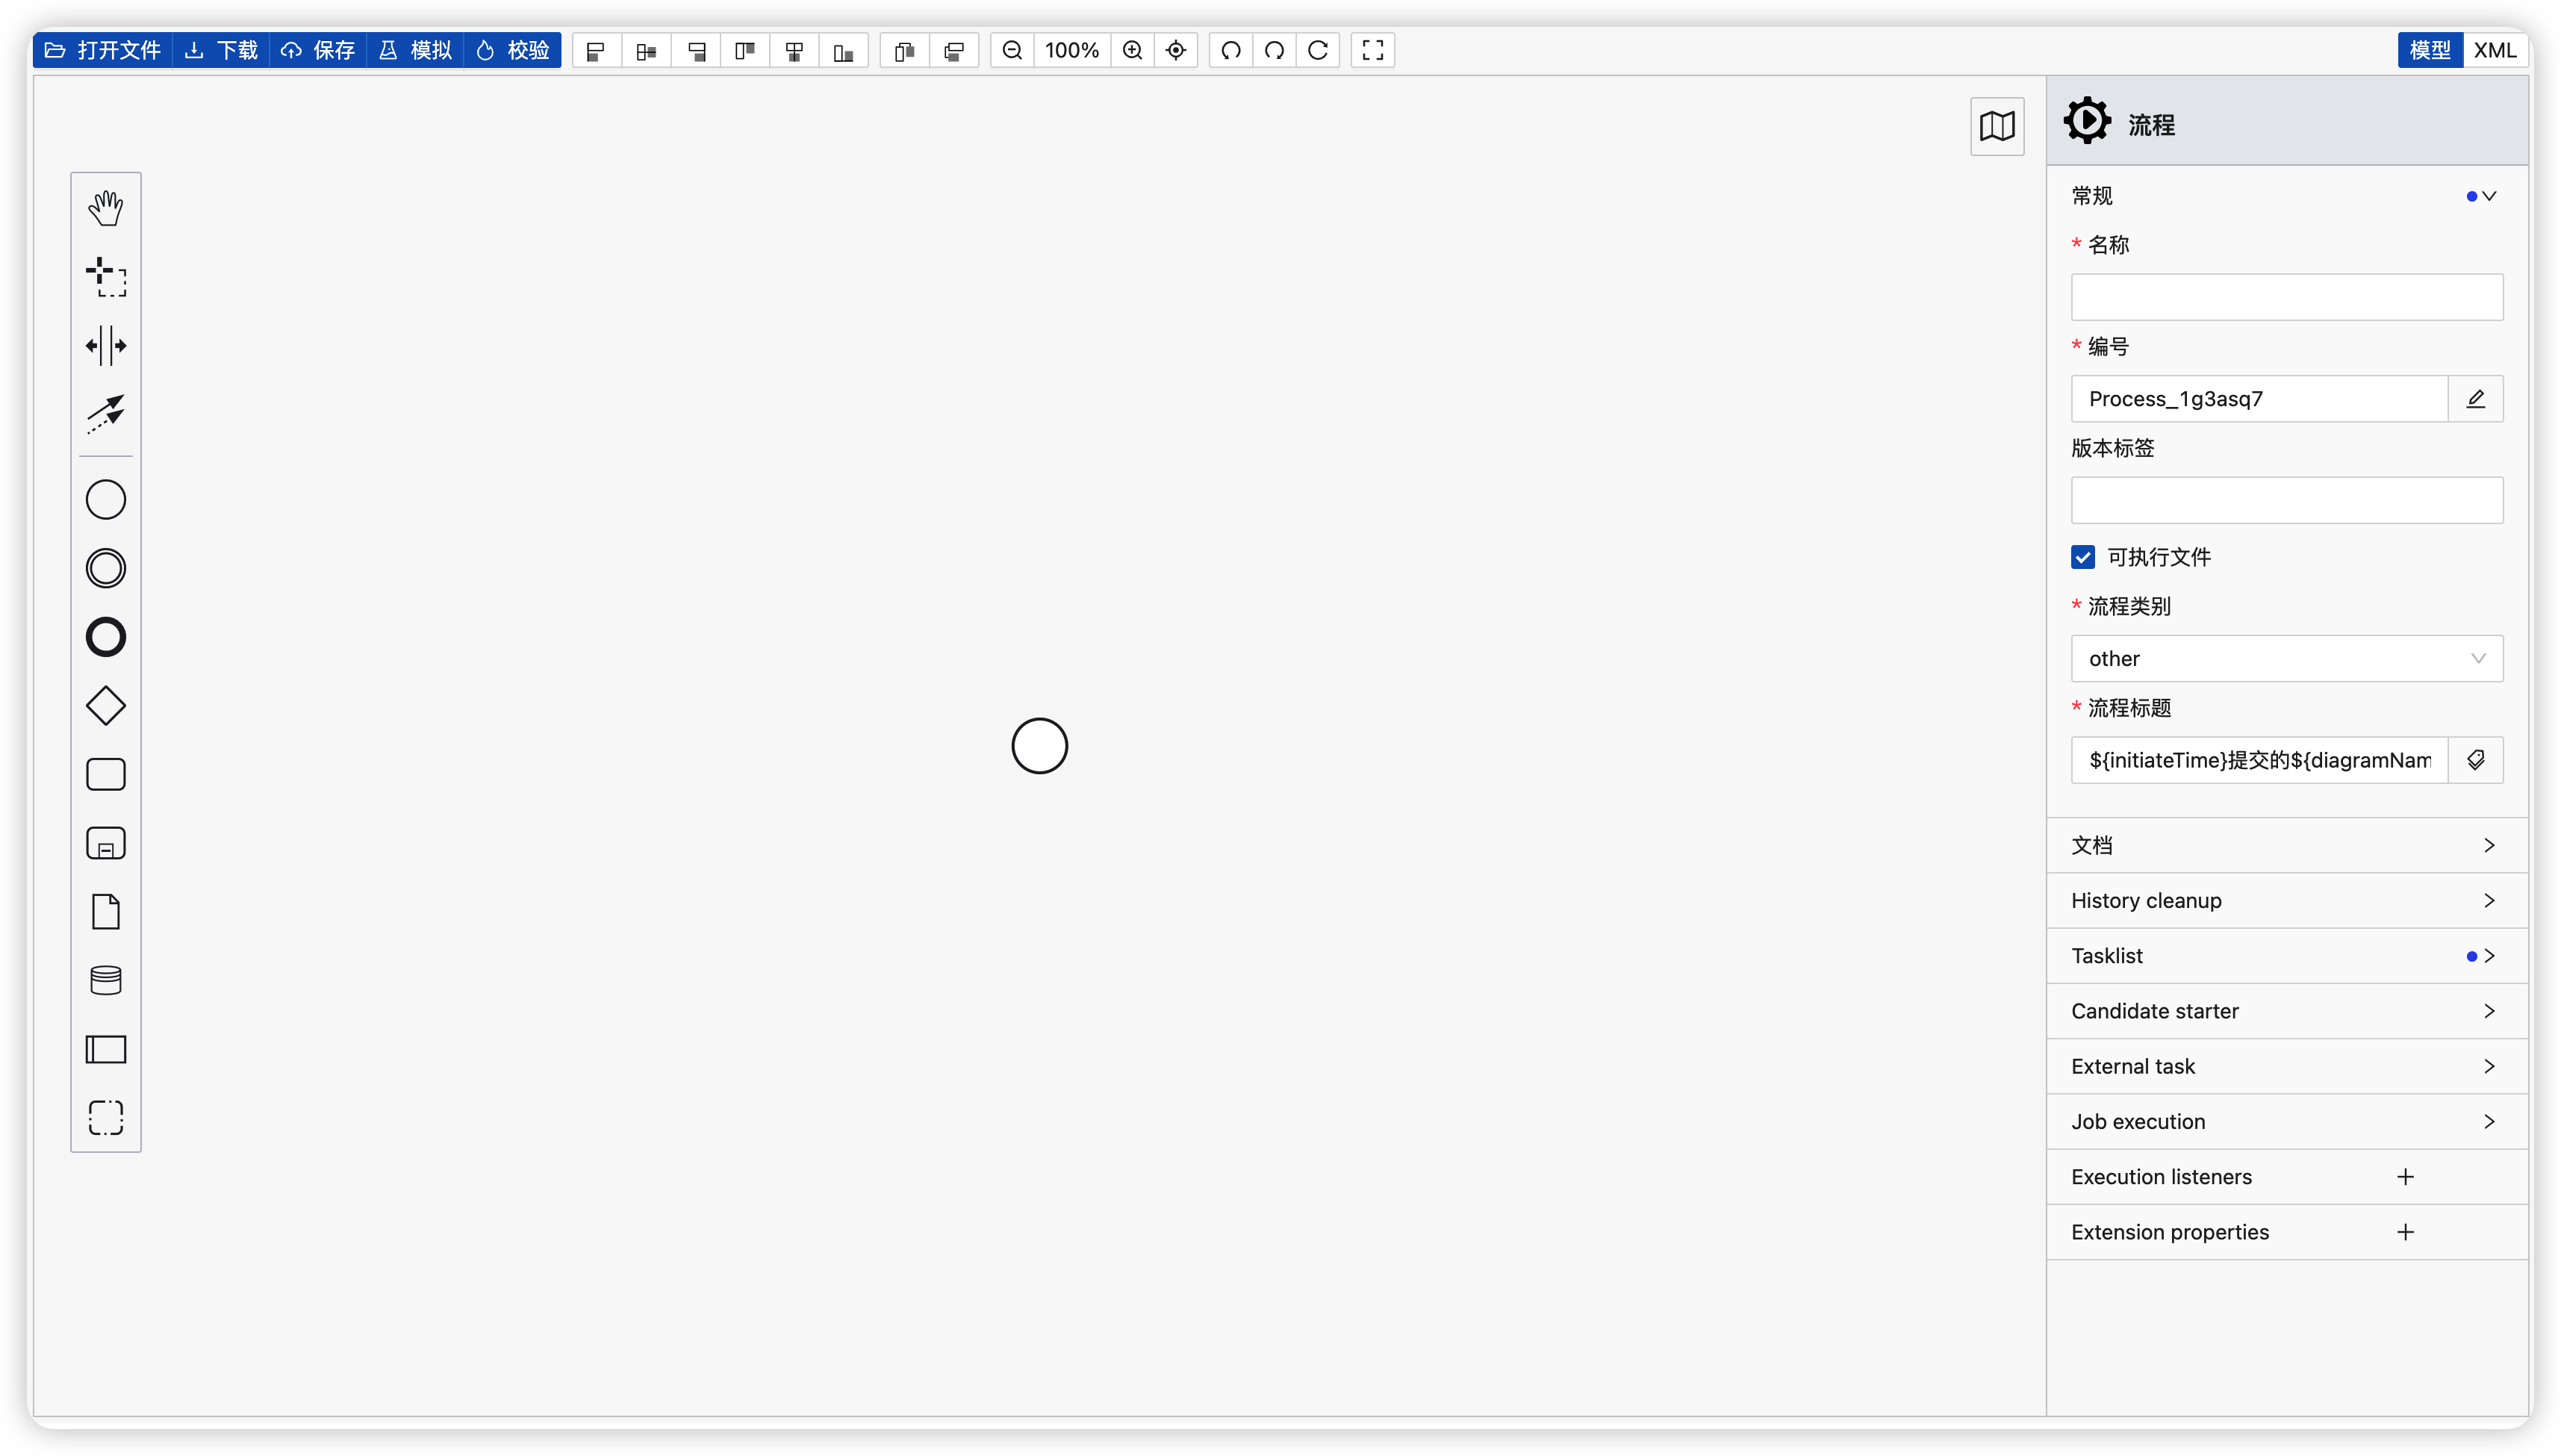 打开文件 下载 保存 模拟 校验 100% 模型 XML
流程
常规
* 名称
* 编号
Process_1g3asq7
版本标签
可执行文件
* 流程类别
other
* 流程标题
${initiateTime}提交的${diagramNam
文档
History cleanup
Tasklist
Candidate starter
External task
Job execution
Execution listeners
Extension properties